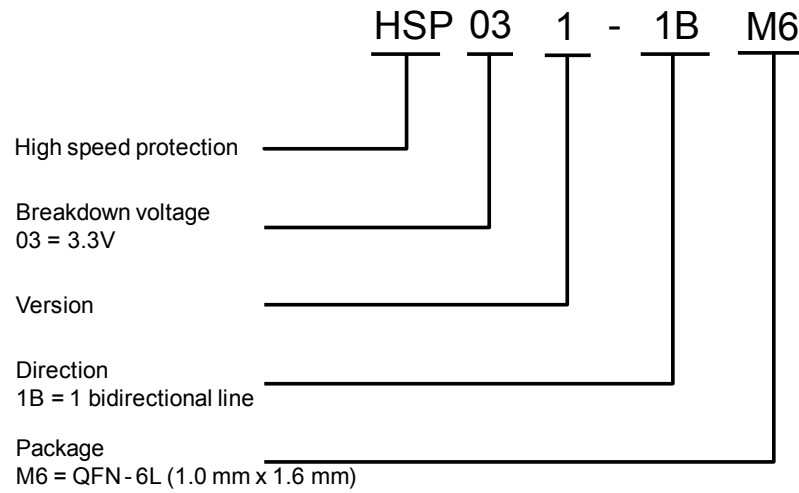 HSP 03 1 - 1B M6
High speed protection
Breakdown voltage
03 = 3.3V
Version
Direction
1B = 1 bidirectional line
Package
M6 = QFN-6L (1.0 mm x 1.6 mm)